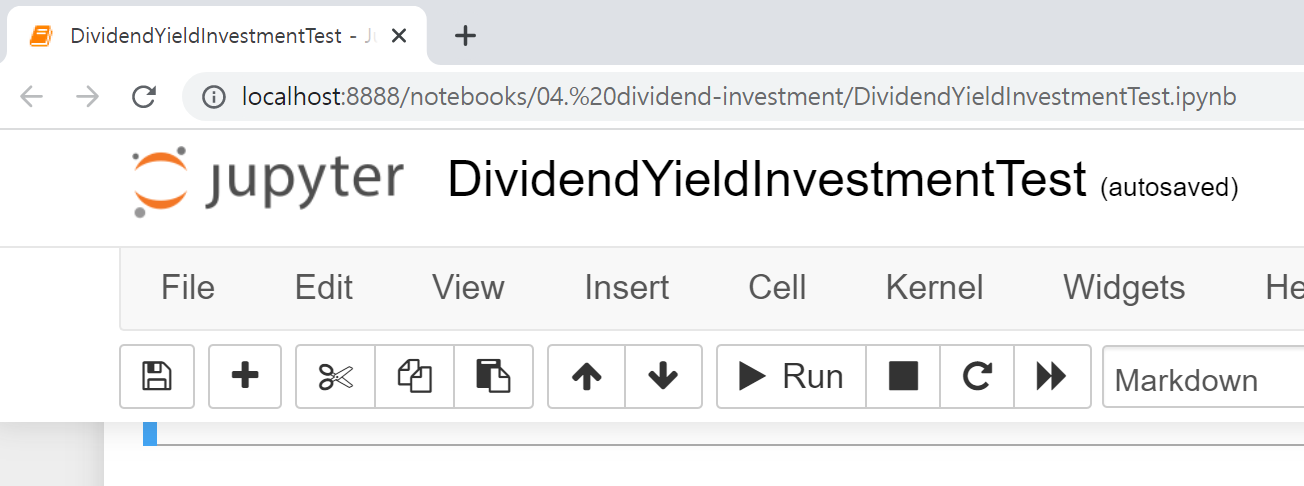 DividendYieldInvestmentTest - Ju
localhost:8888/notebooks/04.%20dividend-investment/DividendYieldInvestmentTest.ipynb
jupyter DividendYieldInvestmentTest (autosaved)
File Edit View Insert Cell Kernel Widgets He
Run Markdown